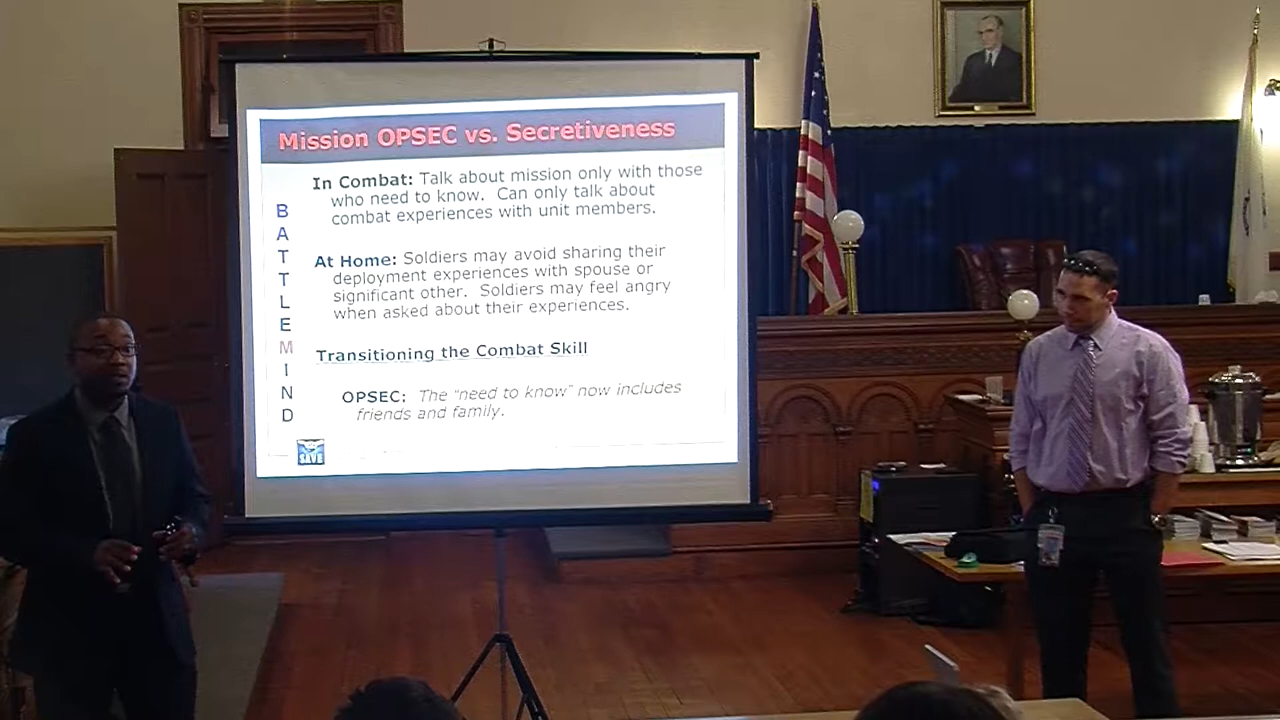 Mission OPSEC vs. Secretiveness
In Combat: Talk about mission only with those
who need to know. Can only talk about
combat experiences with unit members.
At Home: Soldiers may avoid sharing their
deployment experiences with spouse or
significant other. Soldiers may feel angry
when asked about their experiences.
Transitioning the Combat Skill
OPSEC: The "need to know" now includes
friends and family.
BATTLEMIND
SAVE